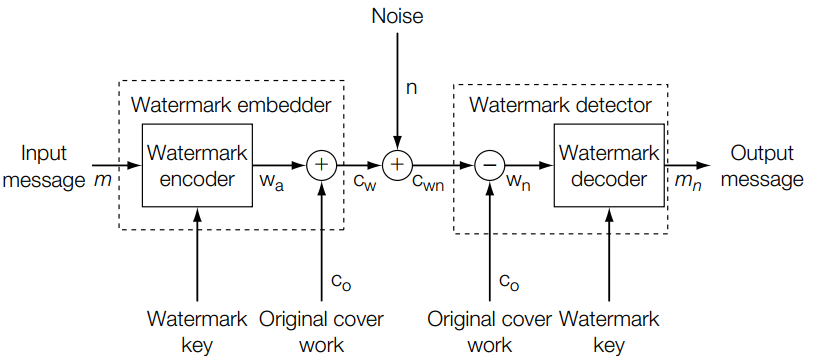 Noise
n
Watermark embedder
Watermark detector
Input
message m
Watermark
encoder
wa
+
cw
+
cwn
−
wn
Watermark
decoder
mn
Output
message
co
co
Watermark
key
Original cover
work
Original cover
work
Watermark
key